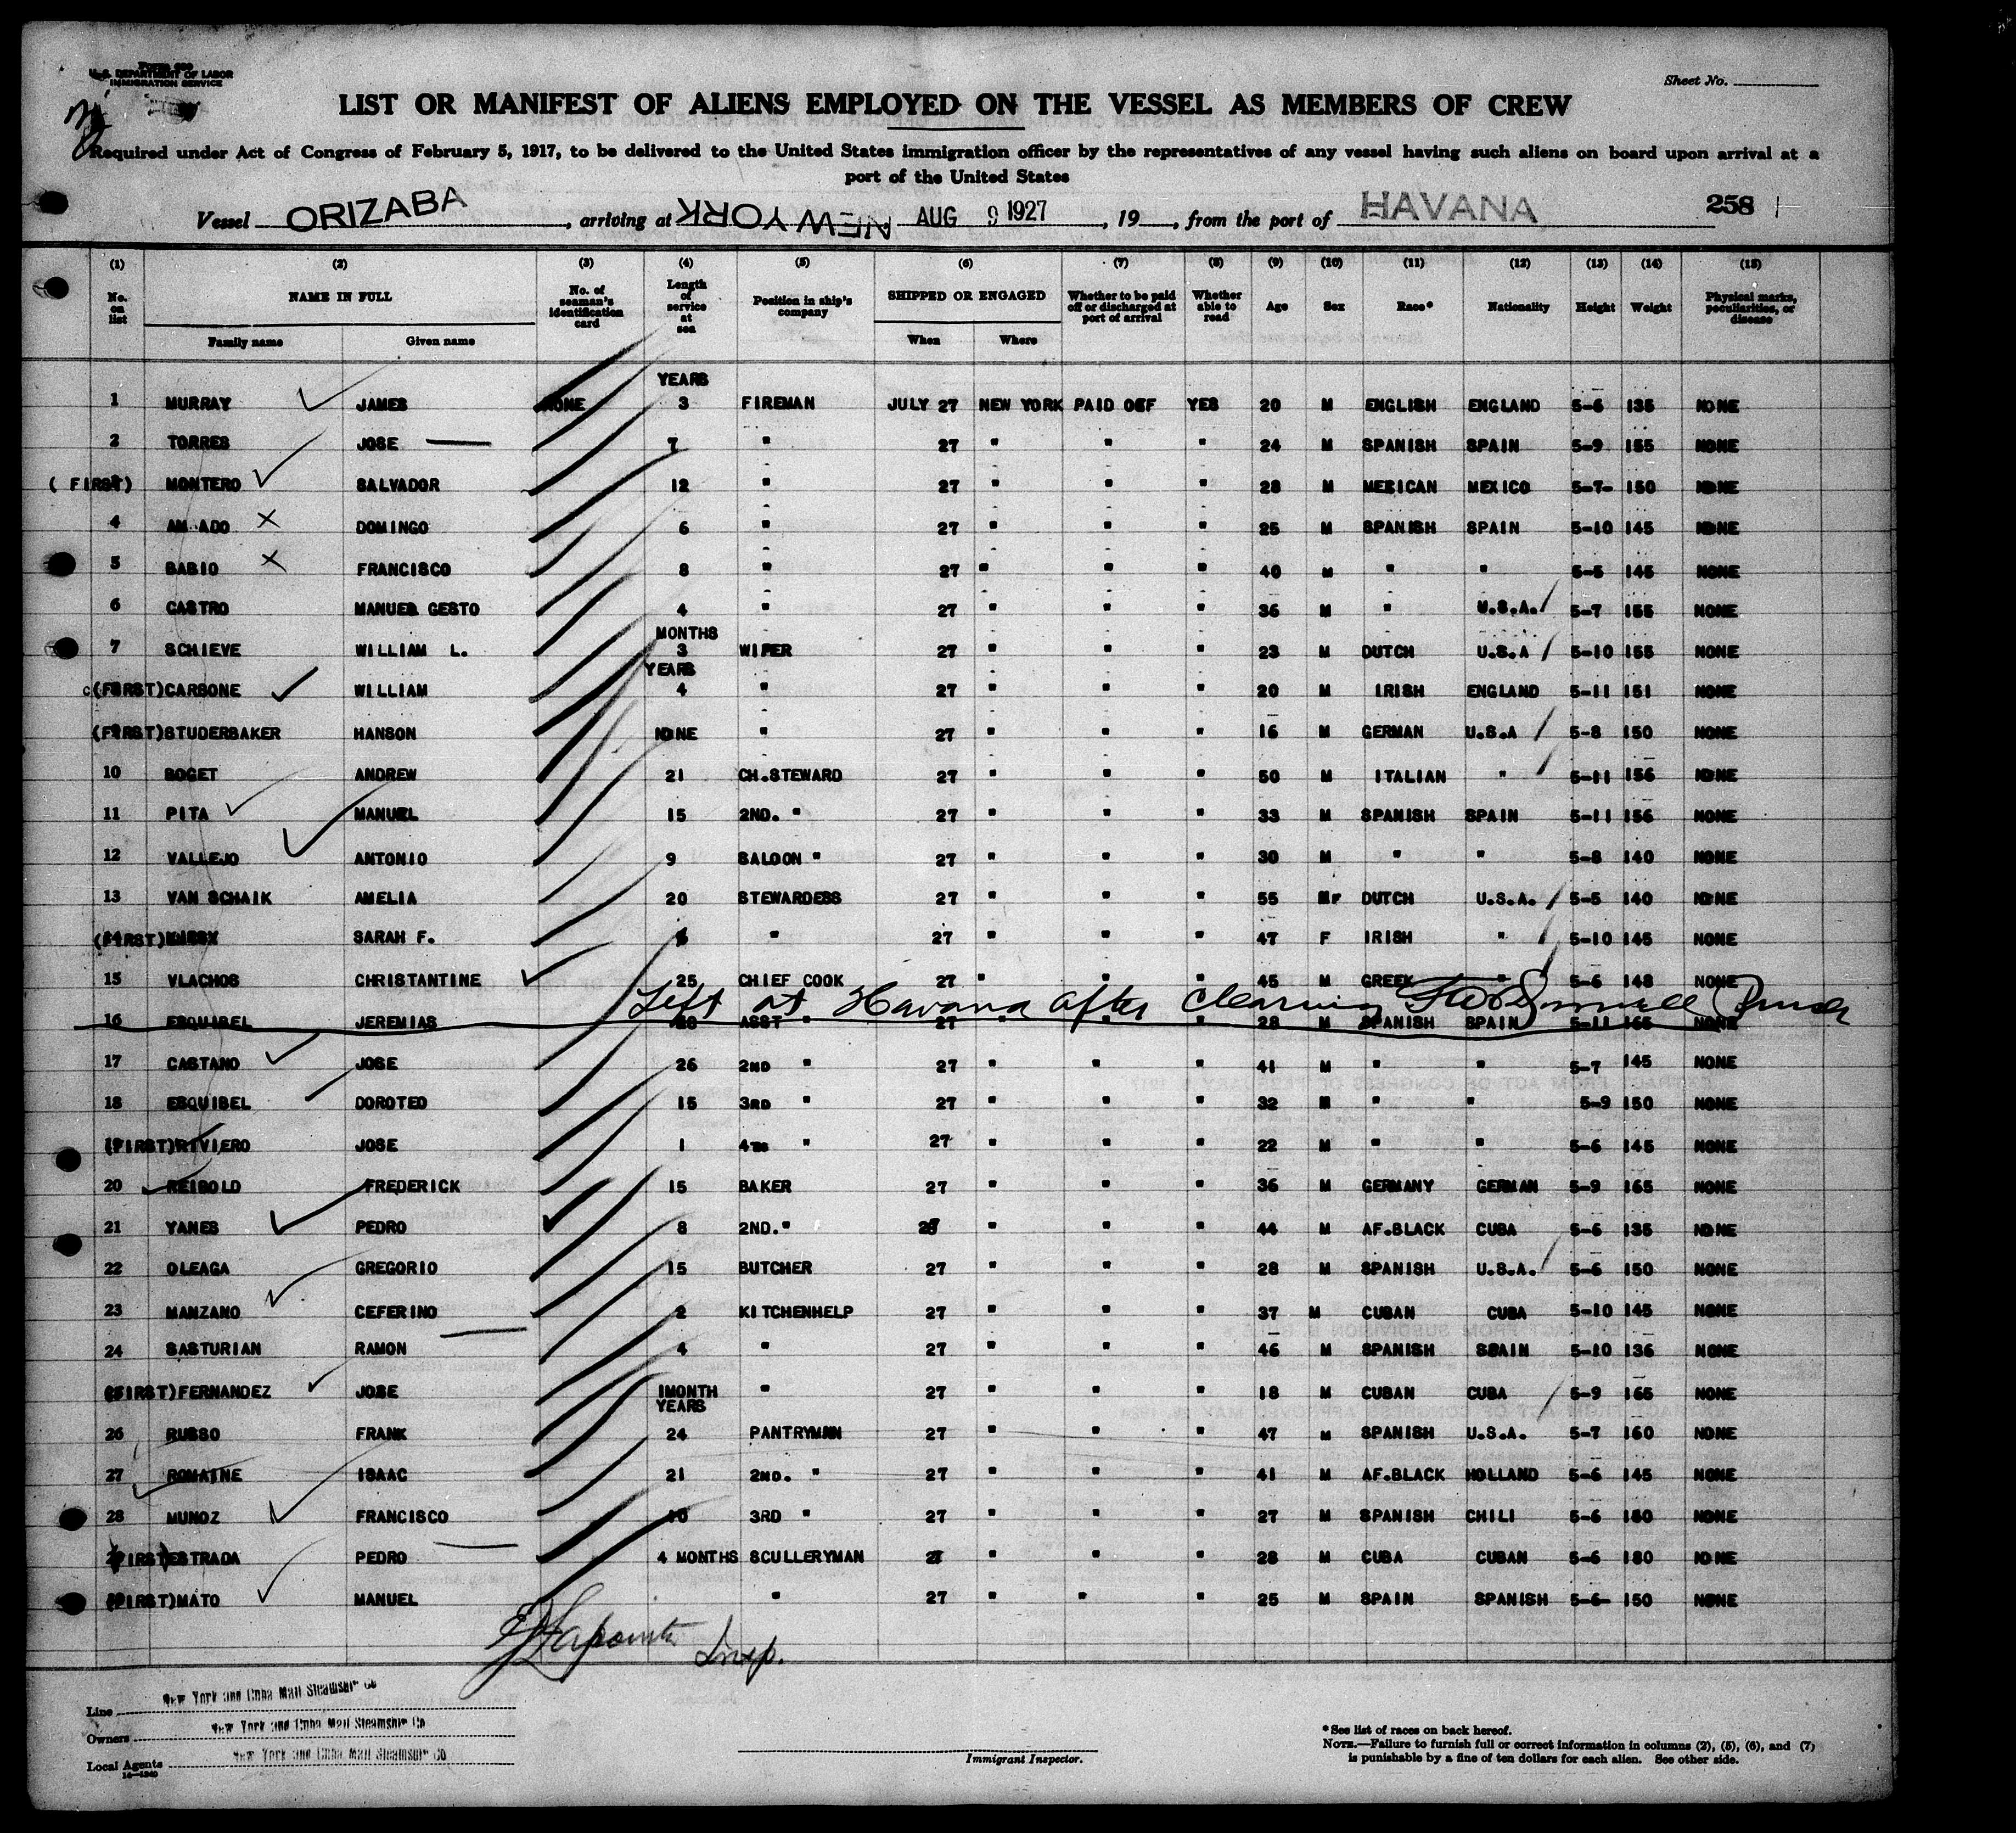 Form 680
U.S. DEPARTMENT OF LABOR
IMMIGRATION SERVICE
Sheet No.
LIST OR MANIFEST OF ALIENS EMPLOYED ON THE VESSEL AS MEMBERS OF CREW
Required under Act of Congress of February 5, 1917, to be delivered to the United States immigration officer by the representatives of any vessel having such aliens on board upon arrival at a
port of the United States
Vessel ORIZABA, arriving at NEW YORK AUG 9 1927, 19, from the port of HAVANA 258
(1) (2) (3) (4) (5) (6) (7) (8) (9) (10) (11) (12) (13) (14) (15)
No. on list NAME IN FULL Family name Given name No. of seaman's identification card Length of service at sea Position in ship's company SHIPPED OR ENGAGED When Where Whether to be paid off or discharged at port of arrival Whether able to read Age Sex Race* Nationality Height Weight Physical marks, peculiarities, or disease
YEARS
1 MURRAY JAMES NONE 3 FIREMAN JULY 27 NEW YORK PAID OFF YES 20 M ENGLISH ENGLAND 5-6 135 NONE
2 TORRES JOSE 7 " 27 " " " 24 M SPANISH SPAIN 5-9 155 NONE
(FIRST) MONTERO SALVADOR 12 " 27 " " " 28 M MEXICAN MEXICO 5-7- 150 NONE
4 AMADO DOMINGO 6 " 27 " " " 25 M SPANISH SPAIN 5-10 145 NONE
5 BABIO FRANCISCO 8 " 27 " " " 40 M " " 5-5 145 NONE
6 CASTRO MANUEL GESTO 4 " 27 " " " 36 M " U.S.A. 5-7 155 NONE
MONTHS
7 SCHIEVE WILLIAM L. 3 WIPER 27 " " " 23 M DUTCH U.S.A 5-10 155 NONE
YEARS
(FIRST) CARBONE WILLIAM 4 " 27 " " " 20 M IRISH ENGLAND 5-11 151 NONE
(FIRST) STUDERBAKER HANSON NONE " 27 " " " 16 M GERMAN U.S.A 5-8 150 NONE
10 BOGET ANDREW 21 CH.STEWARD 27 " " " 50 M ITALIAN " 5-11 156 NONE
11 PITA MANUEL 15 2ND. " 27 " " " 33 M SPANISH SPAIN 5-11 156 NONE
12 VALLEJO ANTONIO 9 SALOON " 27 " " " 30 M " " 5-8 140 NONE
13 VAN SCHAIK AMELIA 20 STEWARDESS 27 " " " 55 F DUTCH U.S.A. 5-5 140 NONE
(FIRST) SARAH F. " 27 " " " 47 F IRISH " 5-10 145 NONE
15 VLACHOS CHRISTANTINE 25 CHIEF COOK 27 " 45 M GREEK " 5-6 148 NONE
Left at Havana after clearing
16 ESQUIBEL JEREMIAS ASST " 27 " " " 28 M SPANISH SPAIN 5-11 165 NONE
17 CASTANO JOSE 26 2ND " 27 " " " 41 M " " 5-7 145 NONE
18 ESQUIBEL DOROTEO 15 3RD " 27 " " " 32 M " " 5-9 150 NONE
(FIRST) RIVIERO JOSE 1 4TH " 27 " " " 22 M " " 5-6 145 NONE
20 REIBOLD FREDERICK 15 BAKER 27 " " " 36 M GERMANY GERMAN 5-9 165 NONE
21 YANES PEDRO 8 2ND. " 27 " " " 44 M AF.BLACK CUBA 5-6 135 NONE
22 OLEAGA GREGORIO 15 BUTCHER 27 " " " 28 M SPANISH U.S.A. 5-6 150 NONE
23 MANZANO CEFERINO 2 KITCHENHELP 27 " " " 37 M CUBAN CUBA 5-10 145 NONE
24 SASTURIAN RAMON 4 " 27 " " " 46 M SPANISH SPAIN 5-10 136 NONE
(FIRST) FERNANDEZ JOSE 1MONTH " 27 " " " 18 M CUBAN CUBA 5-9 165 NONE
YEARS
26 RUSSO FRANK 24 PANTRYMAN 27 " " " 47 M SPANISH U.S.A. 5-7 160 NONE
27 ROMAINE ISAAC 21 2ND. " 27 " " " 41 M AF.BLACK HOLLAND 5-6 145 NONE
28 MUNOZ FRANCISCO 10 3RD " 27 " " " 27 M SPANISH CHILI 5-6 150 NONE
(FIRST) ESTRADA PEDRO 4 MONTHS SCULLERYMAN 27 " " " 28 M CUBA CUBAN 5-6 180 NONE
(FIRST) MATO MANUEL " 27 " " " 25 M SPAIN SPANISH 5-6- 150 NONE
Insp.
Line New York and Cuba Mail Steamship Co
Owners New York and Cuba Mail Steamship Co
Local Agents New York and Cuba Mail Steamship Co
Immigrant Inspector.
*See list of races on back hereof.
NOTE.—Failure to furnish full or correct information in columns (2), (5), (6), and (7)
is punishable by a fine of ten dollars for each alien. See other side.